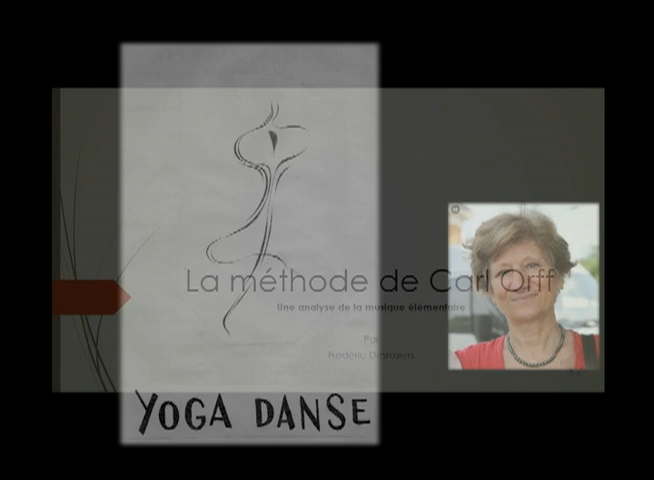 La méthode de Carl Orff
Une analyse de la musique élémentaire
Par
Frédéric Desrosiers
YOGA DANSE